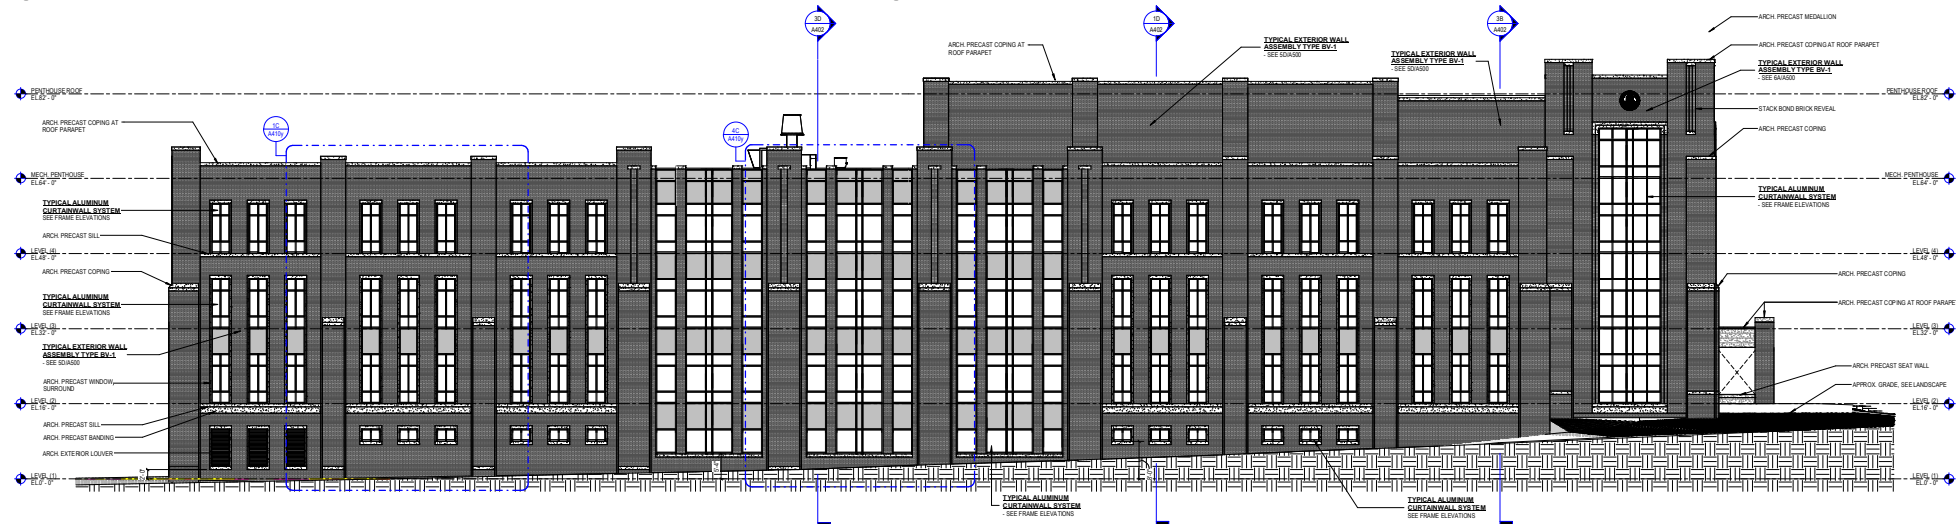 3D
A402
1D
A402
3B
A402
ARCH. PRECAST MEDALLION
ARCH. PRECAST COPING AT
ROOF PARAPET
TYPICAL EXTERIOR WALL
ASSEMBLY TYPE BV-1
- SEE 5D/A500
TYPICAL EXTERIOR WALL
ASSEMBLY TYPE BV-1
- SEE 5D/A500
ARCH. PRECAST COPING AT ROOF PARAPET
TYPICAL EXTERIOR WALL
ASSEMBLY TYPE BV-1
- SEE 6A/A500
PENTHOUSE ROOF
EL.82' - 0"
PENTHOUSE ROOF
EL.82' - 0"
STACK BOND BRICK REVEAL
ARCH. PRECAST COPING AT
ROOF PARAPET
1C
A410y
4C
A410y
ARCH. PRECAST COPING
MECH. PENTHOUSE
EL.64' - 0"
MECH. PENTHOUSE
EL.64' - 0"
TYPICAL ALUMINUM
CURTAINWALL SYSTEM
SEE FRAME ELEVATIONS
TYPICAL ALUMINUM
CURTAINWALL SYSTEM
- SEE FRAME ELEVATIONS
ARCH. PRECAST SILL
LEVEL (4)
EL.48' - 0"
LEVEL (4)
EL.48' - 0"
ARCH. PRECAST COPING
ARCH. PRECAST COPING
TYPICAL ALUMINUM
CURTAINWALL SYSTEM
SEE FRAME ELEVATIONS
ARCH. PRECAST COPING AT ROOF PARAPE
LEVEL (3)
EL.32' - 0"
LEVEL (3)
EL.32' - 0"
TYPICAL EXTERIOR WALL
ASSEMBLY TYPE BV-1
- SEE 5D/A500
ARCH. PRECAST SEAT WALL
ARCH. PRECAST WINDOW
SURROUND
APPROX. GRADE, SEE LANDSCAPE
LEVEL (2)
EL.16' - 0"
LEVEL (2)
EL.16' - 0"
ARCH. PRECAST SILL
ARCH. PRECAST BANDING
ARCH. EXTERIOR LOUVER
LEVEL (1)
EL.0' - 0"
LEVEL (1)
EL.0' - 0"
TYPICAL ALUMINUM
CURTAINWALL SYSTEM
- SEE FRAME ELEVATIONS
TYPICAL ALUMINUM
CURTAINWALL SYSTEM
SEE FRAME ELEVATIONS